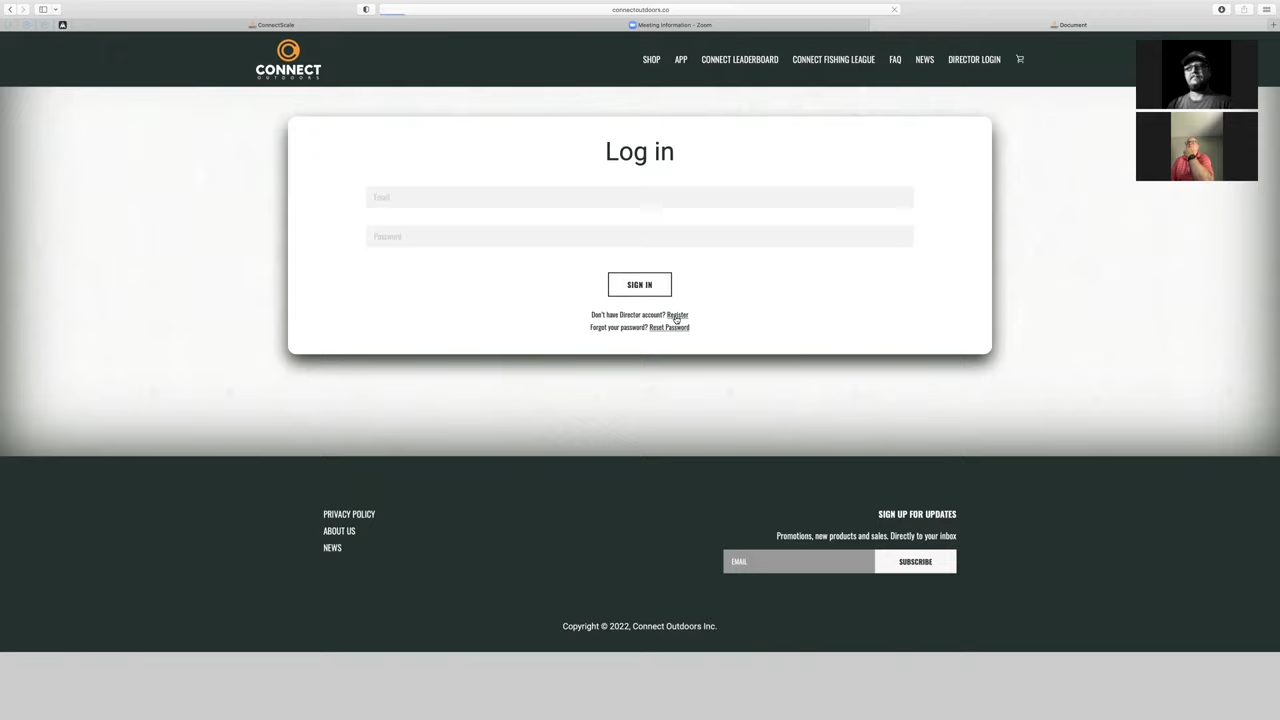 connectoutdoors.co
ConnectScale
Meeting Information - Zoom
Document
CONNECT
OUTDOORS
SHOP
APP
CONNECT LEADERBOARD
CONNECT FISHING LEAGUE
FAQ
NEWS
DIRECTOR LOGIN
Log in
Email
Password
SIGN IN
Don't have Director account? Register
Forgot your password? Reset Password
PRIVACY POLICY
ABOUT US
NEWS
SIGN UP FOR UPDATES
Promotions, new products and sales. Directly to your inbox
EMAIL
SUBSCRIBE
Copyright © 2022, Connect Outdoors Inc.